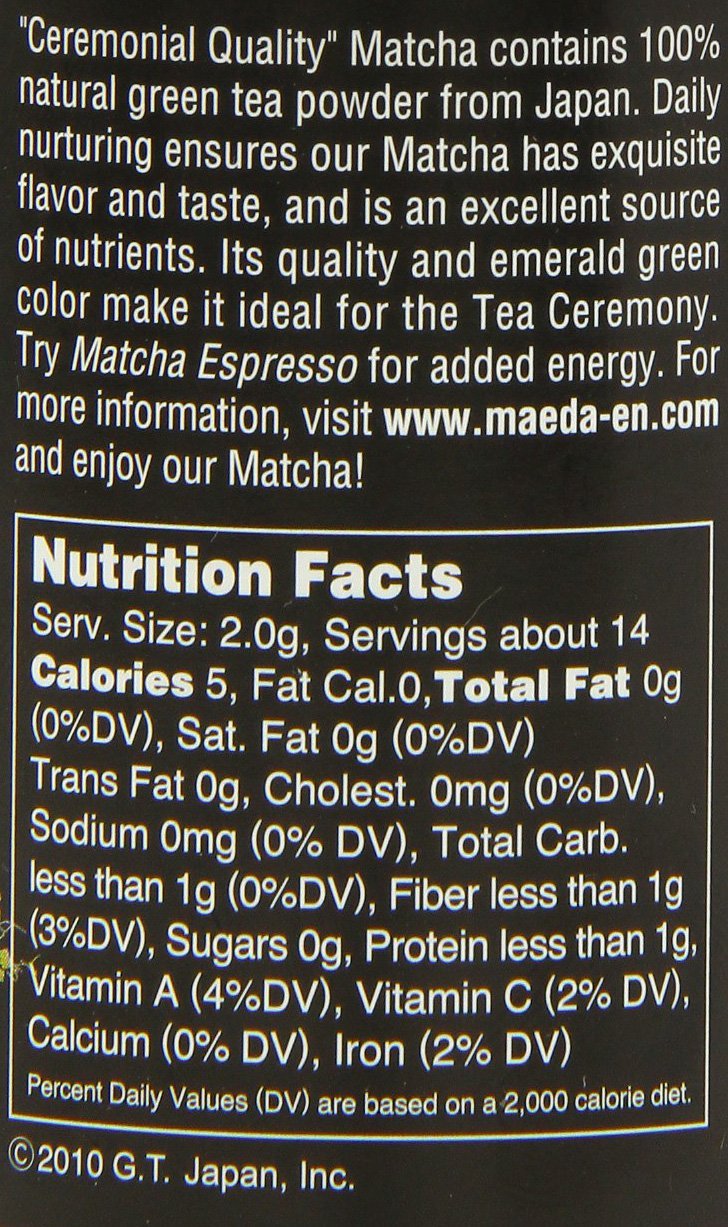 "Ceremonial Quality" Matcha contains 100%
natural green tea powder from Japan. Daily
nurturing ensures our Matcha has exquisite
flavor and taste, and is an excellent source
of nutrients. Its quality and emerald green
color make it ideal for the Tea Ceremony.
Try Matcha Espresso for added energy. For
more information, visit www.maeda-en.com
and enjoy our Matcha!
Nutrition Facts
Serv. Size: 2.0g, Servings about 14
Calories 5, Fat Cal.0, Total Fat 0g
(0%DV), Sat. Fat 0g (0%DV)
Trans Fat 0g, Cholest. 0mg (0%DV),
Sodium 0mg (0% DV), Total Carb.
less than 1g (0%DV), Fiber less than 1g
(3%DV), Sugars 0g, Protein less than 1g,
Vitamin A (4%DV), Vitamin C (2% DV),
Calcium (0% DV), Iron (2% DV)
Percent Daily Values (DV) are based on a 2,000 calorie diet.
©2010 G.T. Japan, Inc.